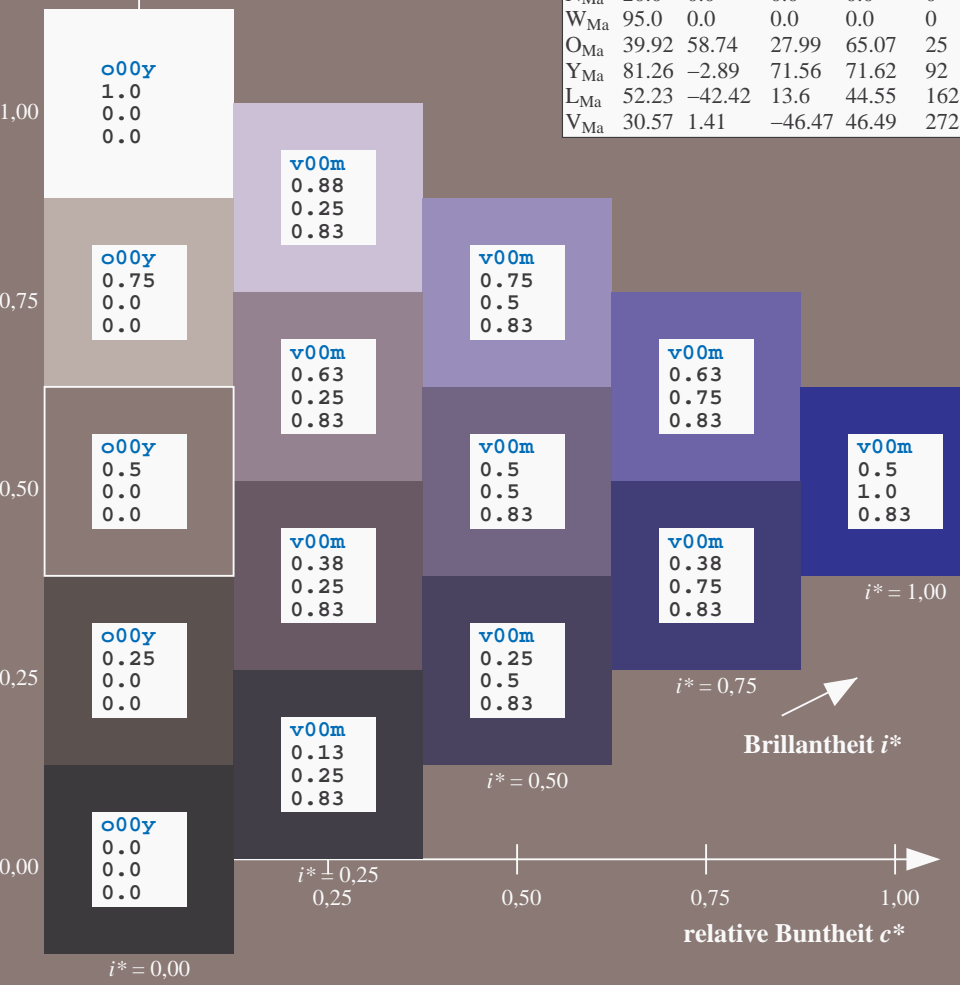 W_Ma 95.0 0.0 0.0 0.0 0
O_Ma 39.92 58.74 27.99 65.07 25
Y_Ma 81.26 –2.89 71.56 71.62 92
L_Ma 52.23 –42.42 13.6 44.55 162
V_Ma 30.57 1.41 –46.47 46.49 272
1,00
o00y
1.0
0.0
0.0
v00m
0.88
0.25
0.83
0,75
o00y
0.75
0.0
0.0
v00m
0.75
0.5
0.83
v00m
0.63
0.25
0.83
v00m
0.63
0.75
0.83
0,50
o00y
0.5
0.0
0.0
v00m
0.5
0.5
0.83
v00m
0.5
1.0
0.83
v00m
0.38
0.25
0.83
v00m
0.38
0.75
0.83
i* = 1,00
0,25
o00y
0.25
0.0
0.0
v00m
0.25
0.5
0.83
i* = 0,75
v00m
0.13
0.25
0.83
Brillantheit i*
i* = 0,50
0,00
o00y
0.0
0.0
0.0
i* = 0,25
0,25 0,50 0,75 1,00
relative Buntheit c*
i* = 0,00